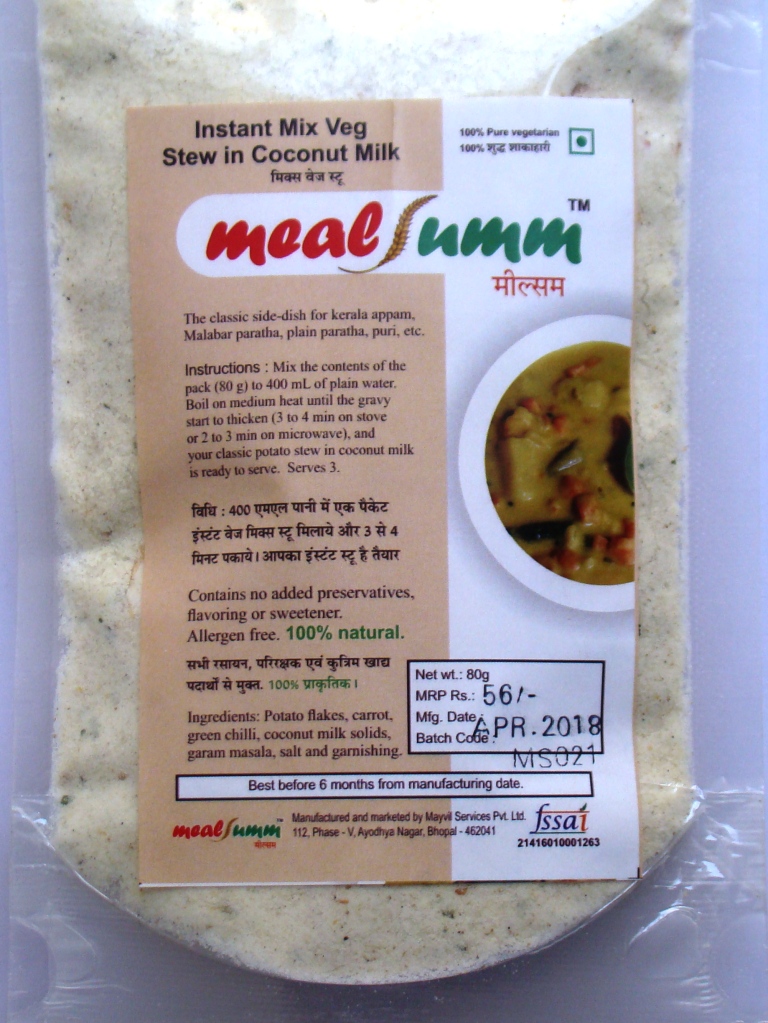 Instant Mix Veg
Stew in Coconut Milk
मिक्स वेज स्टू
100% Pure vegetarian
100% शुद्ध शाकाहारी
meal Summ TM
मील्सम
The classic side-dish for kerala appam,
Malabar paratha, plain paratha, puri, etc.
Instructions : Mix the contents of the
pack (80 g) to 400 mL of plain water.
Boil on medium heat until the gravy
start to thicken (3 to 4 min on stove
or 2 to 3 min on microwave), and
your classic potato stew in coconut milk
is ready to serve. Serves 3.
विधि : 400 एमएल पानी में एक पैकेट
इंस्टंट वेज मिक्स स्टू मिलाये और 3 से 4
मिनट पकाये। आपका इंस्टंट स्टू है तैयार
Contains no added preservatives,
flavoring or sweetener.
Allergen free. 100% natural.
सभी रसायन, परिरक्षक एवं कुत्रिम खाद्य
पदार्थों से मुक्त. 100% प्राकृतिक।
Ingredients: Potato flakes, carrot,
green chilli, coconut milk solids,
garam masala, salt and garnishing.
Net wt.: 80g
MRP Rs.: 56/-
Mfg. Date: APR.2018
Batch Code: MS021
Best before 6 months from manufacturing date.
meal Summ TM
मील्सम
Manufactured and marketed by Mayvil Services Pvt. Ltd.
112, Phase - V, Ayodhya Nagar, Bhopal - 462041
fssai
21416010001263